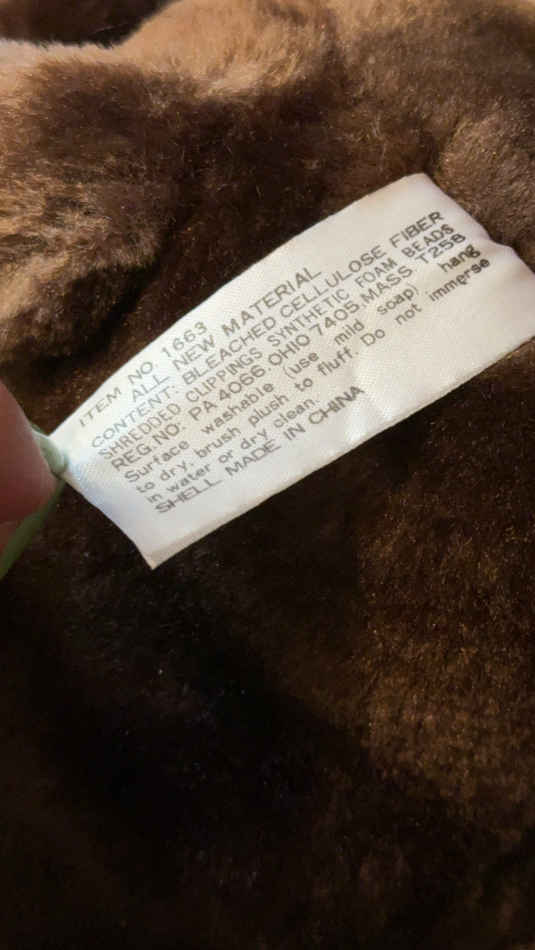 ITEM NO. 1663
ALL NEW MATERIAL
CONTENT: BLEACHED CELLULOSE FIBER
SHREDDED CLIPPINGS SYNTHETIC FOAM BEADS
REG.NO: PA.4066.OHIO 7405.MASS.T258
Surface washable (use mild soap), hang
to dry, brush plush to fluff. Do not immerse
in water or dry clean.
SHELL MADE IN CHINA